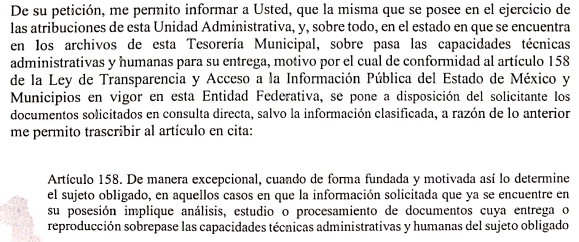 De su petición, me permito informar a Usted, que la misma que se posee en el ejercicio de
las atribuciones de esta Unidad Administrativa, y, sobre todo, en el estado en que se encuentra
en los archivos de esta Tesorería Municipal, sobre pasa las capacidades técnicas
administrativas y humanas para su entrega, motivo por el cual de conformidad al artículo 158
de la Ley de Transparencia y Acceso a la Información Pública del Estado de México y
Municipios en vigor en esta Entidad Federativa, se pone a disposición del solicitante los
documentos solicitados en consulta directa, salvo la información clasificada, a razón de lo anterior
me permito trascribir al artículo en cita:
Artículo 158. De manera excepcional, cuando de forma fundada y motivada así lo determine
el sujeto obligado, en aquellos casos en que la información solicitada que ya se encuentre en
su posesión implique análisis, estudio o procesamiento de documentos cuya entrega o
reproducción sobrepase las capacidades técnicas administrativas y humanas del sujeto obligado